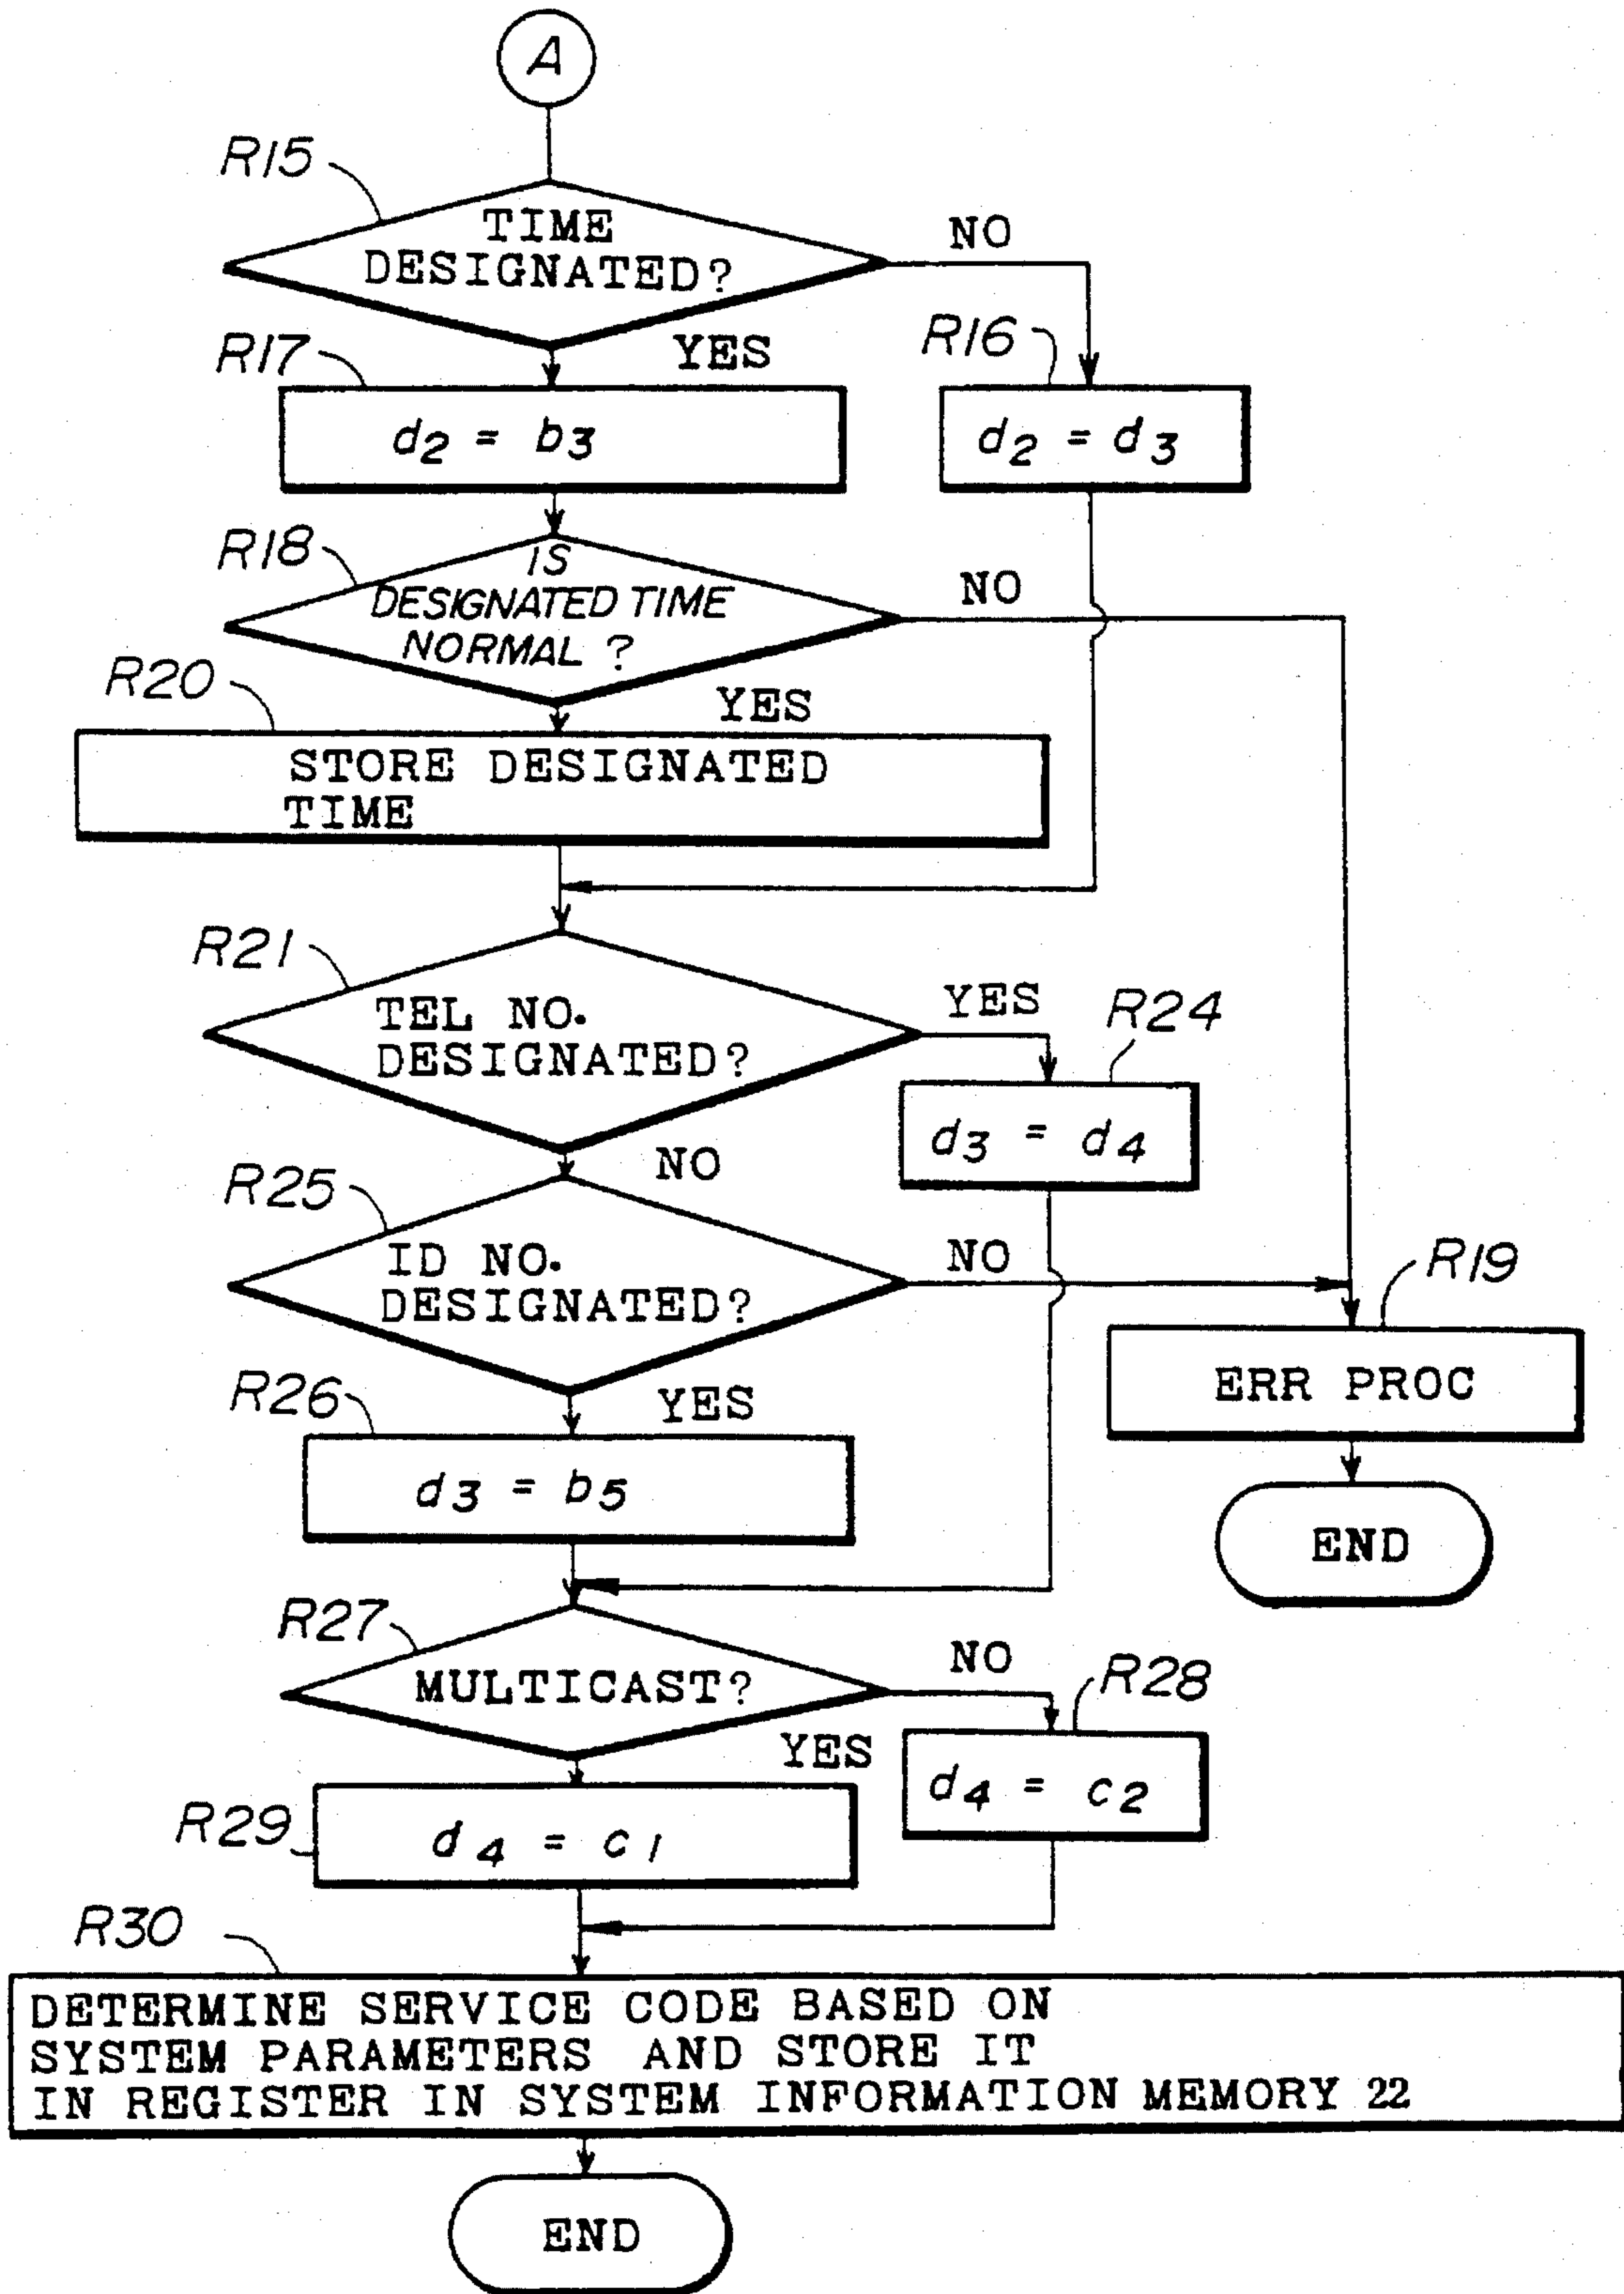 A
R15
TIME
DESIGNATED?
NO
R17
YES
R16
d2 = b3
d2 = d3
R18
IS
DESIGNATED TIME
NORMAL ?
NO
R20
YES
STORE DESIGNATED
TIME
R21
TEL NO.
DESIGNATED?
YES
R24
d3 = d4
NO
R25
ID NO.
DESIGNATED?
NO
R19
ERR PROC
R26
YES
d3 = b5
END
R27
MULTICAST?
NO
R28
YES
d4 = c2
R29
d4 = c1
R30
DETERMINE SERVICE CODE BASED ON
SYSTEM PARAMETERS AND STORE IT
IN REGISTER IN SYSTEM INFORMATION MEMORY 22
END